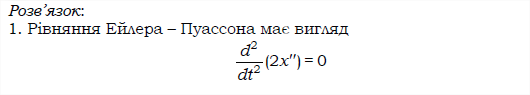 Розв’язок:
1. Рівняння Ейлера – Пуассона має вигляд
d²/dt² (2x″) = 0